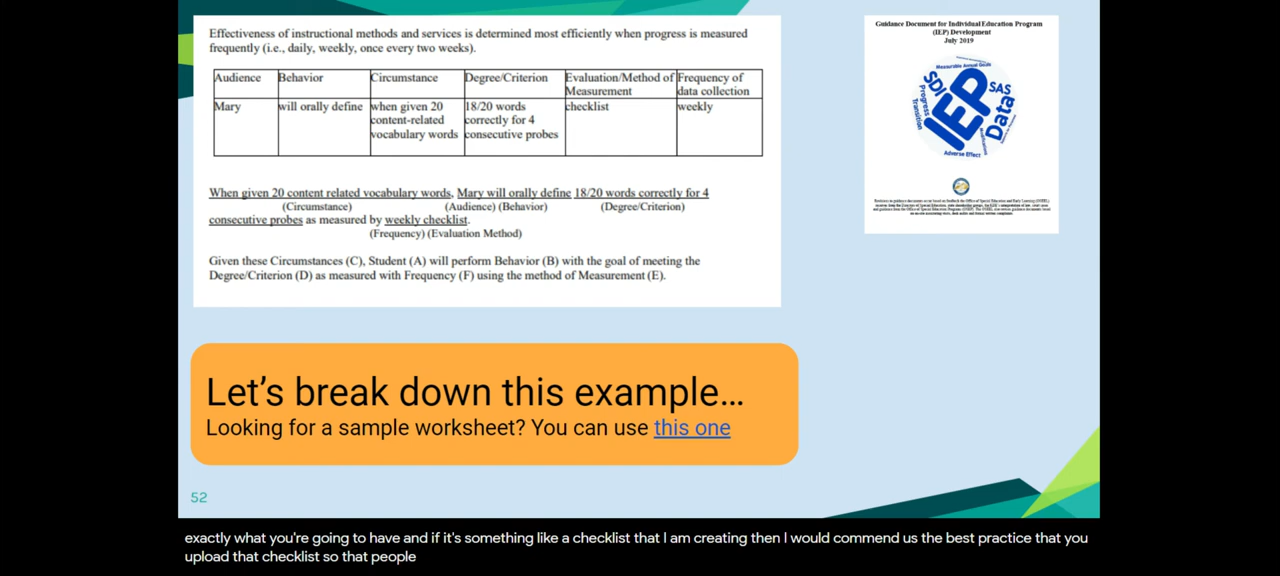 Effectiveness of instructional methods and services is determined most efficiently when progress is measured
frequently (i.e., daily, weekly, once every two weeks).
Audience Behavior Circumstance Degree/Criterion Evaluation/Method of Measurement Frequency of data collection
Mary will orally define when given 20 content-related vocabulary words 18/20 words correctly for 4 consecutive probes checklist weekly
When given 20 content related vocabulary words, Mary will orally define 18/20 words correctly for 4
(Circumstance) (Audience) (Behavior) (Degree/Criterion)
consecutive probes as measured by weekly checklist.
(Frequency) (Evaluation Method)
Given these Circumstances (C), Student (A) will perform Behavior (B) with the goal of meeting the
Degree/Criterion (D) as measured with Frequency (F) using the method of Measurement (E).
Guidance Document for Individual Education Program
(IEP) Development
July 2019
Measurable Annual Goals
SDI
IEP
SAS
Data
Progress
Transition
Adverse Effect
Let's break down this example...
Looking for a sample worksheet? You can use this one
52
exactly what you're going to have and if it's something like a checklist that I am creating then I would commend us the best practice that you
upload that checklist so that people